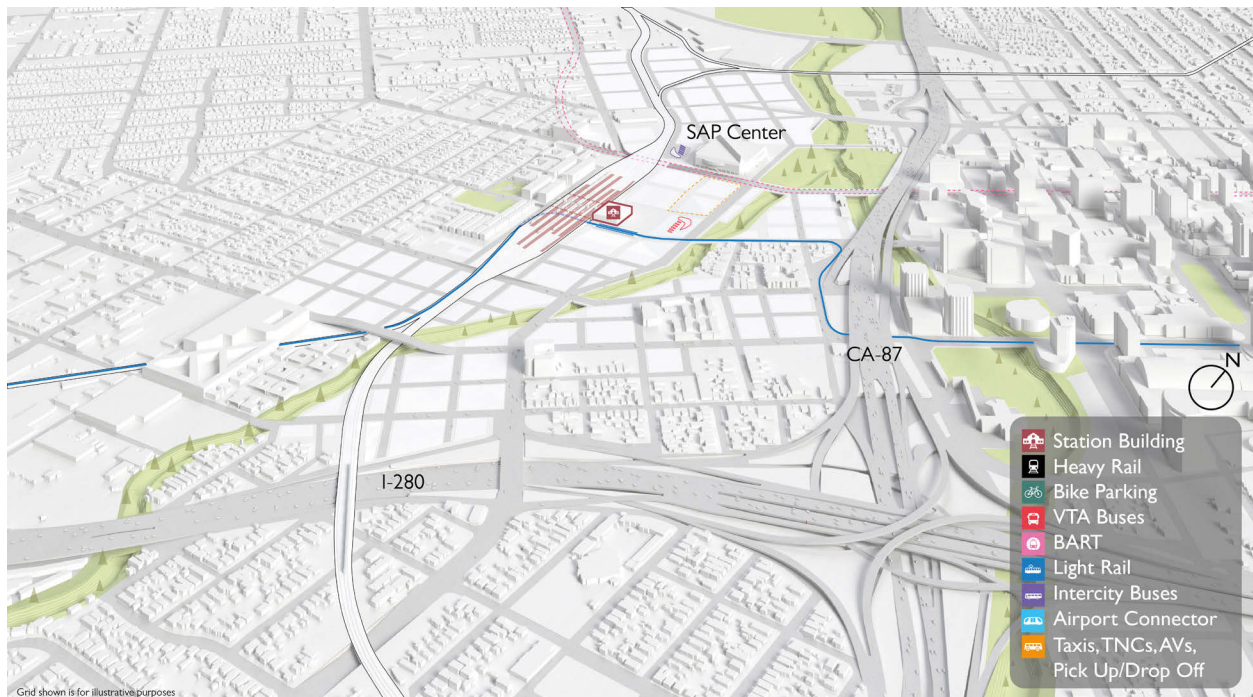 SAP Center
CA-87
N
I-280
Station Building
Heavy Rail
Bike Parking
VTA Buses
BART
Light Rail
Intercity Buses
Airport Connector
Taxis, TNCs, AVs,
Pick Up/Drop Off
Grid shown is for illustrative purposes